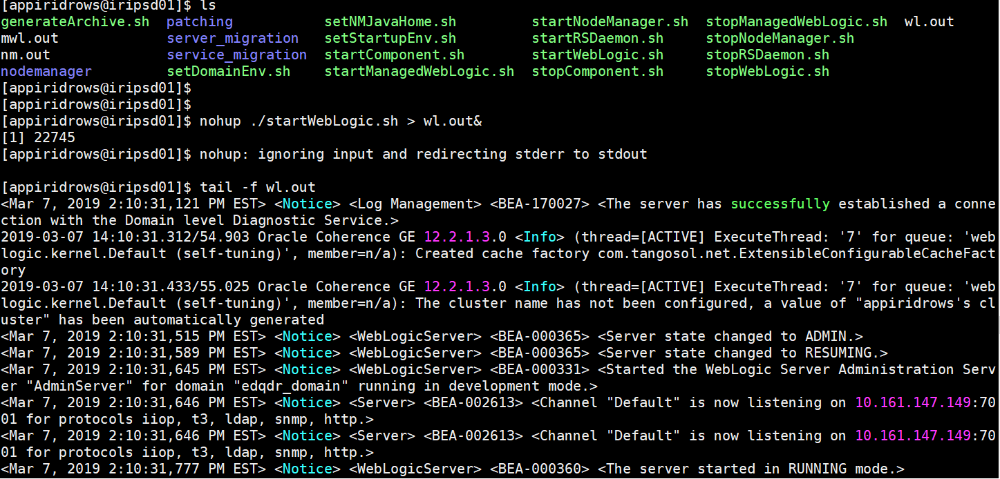 [appiridrows@iripsd01]$ ls
generateArchive.sh  patching           setNMJavaHome.sh        startNodeManager.sh  stopManagedWebLogic.sh  wl.out
mwl.out             server_migration   setStartupEnv.sh        startRSDaemon.sh     stopNodeManager.sh
nm.out              service_migration  startComponent.sh       startWebLogic.sh     stopRSDaemon.sh
nodemanager         setDomainEnv.sh    startManagedWebLogic.sh  stopComponent.sh     stopWebLogic.sh
[appiridrows@iripsd01]$
[appiridrows@iripsd01]$
[appiridrows@iripsd01]$ nohup ./startWebLogic.sh > wl.out&
[1] 22745
[appiridrows@iripsd01]$ nohup: ignoring input and redirecting stderr to stdout
[appiridrows@iripsd01]$ tail -f wl.out
<Mar 7, 2019 2:10:31,121 PM EST> <Notice> <Log Management> <BEA-170027> <The server has successfully established a conne
ction with the Domain level Diagnostic Service.>
2019-03-07 14:10:31.312/54.903 Oracle Coherence GE 12.2.1.3.0 <Info> (thread=[ACTIVE] ExecuteThread: '7' for queue: 'web
logic.kernel.Default (self-tuning)', member=n/a): Created cache factory com.tangosol.net.ExtensibleConfigurableCacheFact
ory
2019-03-07 14:10:31.433/55.025 Oracle Coherence GE 12.2.1.3.0 <Info> (thread=[ACTIVE] ExecuteThread: '7' for queue: 'web
logic.kernel.Default (self-tuning)', member=n/a): The cluster name has not been configured, a value of "appiridrows's cl
uster" has been automatically generated
<Mar 7, 2019 2:10:31,515 PM EST> <Notice> <WebLogicServer> <BEA-000365> <Server state changed to ADMIN.>
<Mar 7, 2019 2:10:31,589 PM EST> <Notice> <WebLogicServer> <BEA-000365> <Server state changed to RESUMING.>
<Mar 7, 2019 2:10:31,645 PM EST> <Notice> <WebLogicServer> <BEA-000331> <Started the WebLogic Server Administration Serv
er "AdminServer" for domain "edqdr_domain" running in development mode.>
<Mar 7, 2019 2:10:31,646 PM EST> <Notice> <Server> <BEA-002613> <Channel "Default" is now listening on 10.161.147.149:70
01 for protocols iiop, t3, ldap, snmp, http.>
<Mar 7, 2019 2:10:31,646 PM EST> <Notice> <Server> <BEA-002613> <Channel "Default" is now listening on 10.161.147.149:70
01 for protocols iiop, t3, ldap, snmp, http.>
<Mar 7, 2019 2:10:31,777 PM EST> <Notice> <WebLogicServer> <BEA-000360> <The server started in RUNNING mode.>